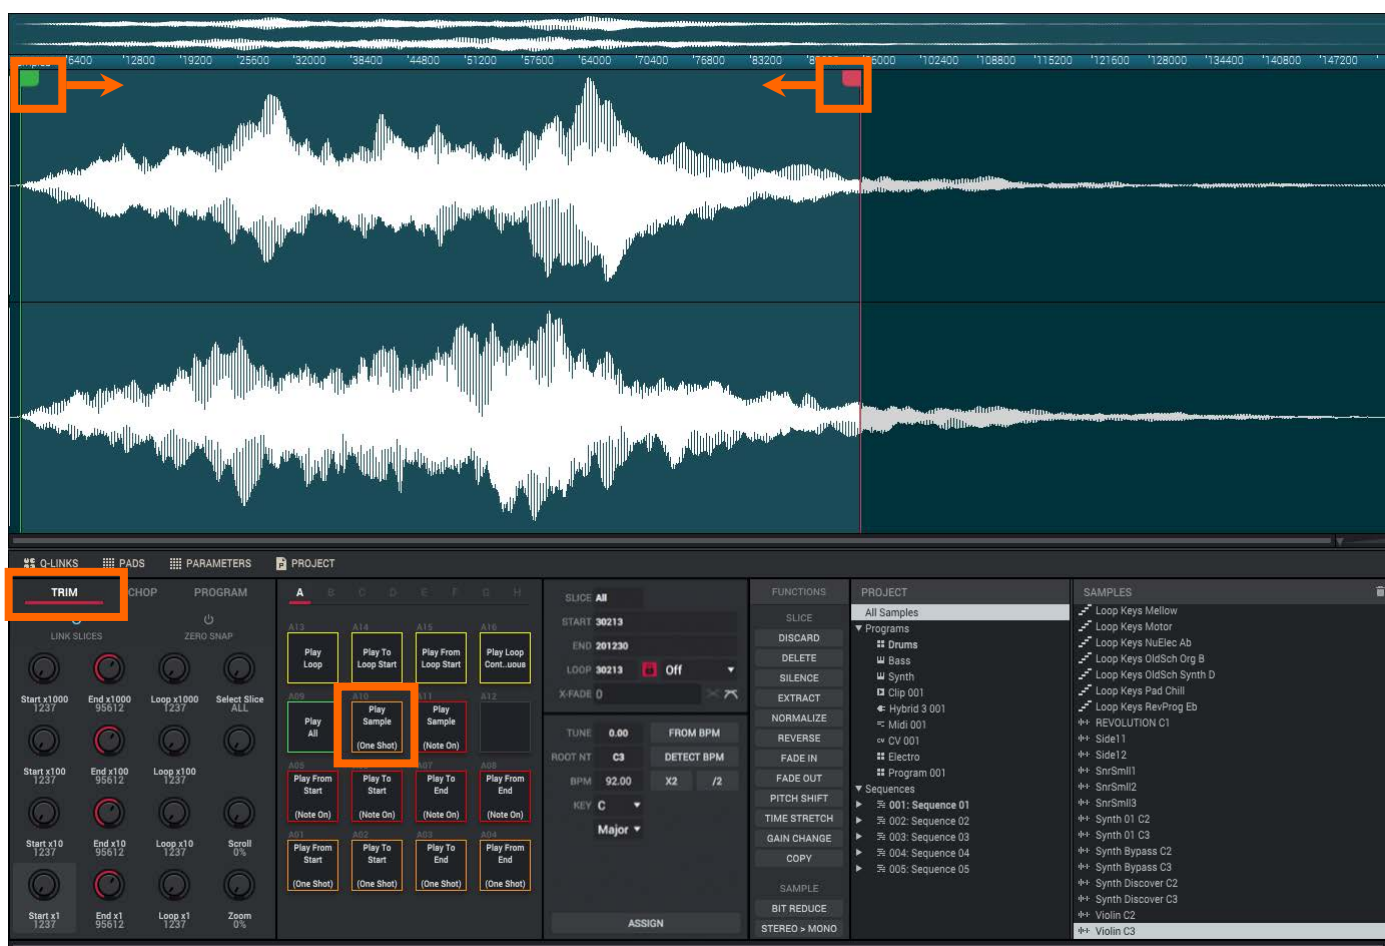 6400 12800 19200 25600 32000 38400 44800 51200 57600 64000 70400 76800 83200 102400 108800 115200 121600 128000 134400 140800 147200
Q-LINKS PADS PARAMETERS PROJECT
TRIM CHOP PROGRAM
LINK SLICES ZERO SNAP
Start x1000 End x1000 Loop x1000 Select Slice
1237 95612 1237 ALL
Start x100 End x100 Loop x100
1237 95612 1237
Start x10 End x10 Loop x10 Scroll
1237 95612 1237 0%
Start x1 End x1 Loop x1 Zoom
1237 95612 1237 0%
A B C D E F G H
A13 A14 A15 A16
Play Loop
Play To Loop Start
Play From Loop Start
Play Loop Cont..uous
A09 A10 A11 A12
Play All
Play Sample (One Shot)
Play Sample (Note On)
A05 A07 A08
Play From Start (Note On)
Play To Start (Note On)
Play To End (Note On)
Play From End (Note On)
A01 A02 A03 A04
Play From Start (One Shot)
Play To Start (One Shot)
Play To End (One Shot)
Play From End (One Shot)
SLICE All
START 30213
END 201230
LOOP 30213 Off
X-FADE 0
TUNE 0.00 FROM BPM
ROOT NT C3 DETECT BPM
BPM 92.00 X2 /2
KEY C
Major
ASSIGN
FUNCTIONS
SLICE
DISCARD
DELETE
SILENCE
EXTRACT
NORMALIZE
REVERSE
FADE IN
FADE OUT
PITCH SHIFT
TIME STRETCH
GAIN CHANGE
COPY
SAMPLE
BIT REDUCE
STEREO > MONO
PROJECT
All Samples
Programs
Drums
Bass
Synth
Clip 001
Hybrid 3 001
Midi 001
CV 001
Electro
Program 001
Sequences
001: Sequence 01
002: Sequence 02
003: Sequence 03
004: Sequence 04
005: Sequence 05
SAMPLES
Loop Keys Mellow
Loop Keys Motor
Loop Keys NuElec Ab
Loop Keys OldSch Org B
Loop Keys OldSch Synth D
Loop Keys Pad Chill
Loop Keys RevProg Eb
REVOLUTION C1
Side11
Side12
SnrSmll1
SnrSmll2
SnrSmll3
Synth 01 C2
Synth 01 C3
Synth Bypass C2
Synth Bypass C3
Synth Discover C2
Synth Discover C3
Violin C2
Violin C3